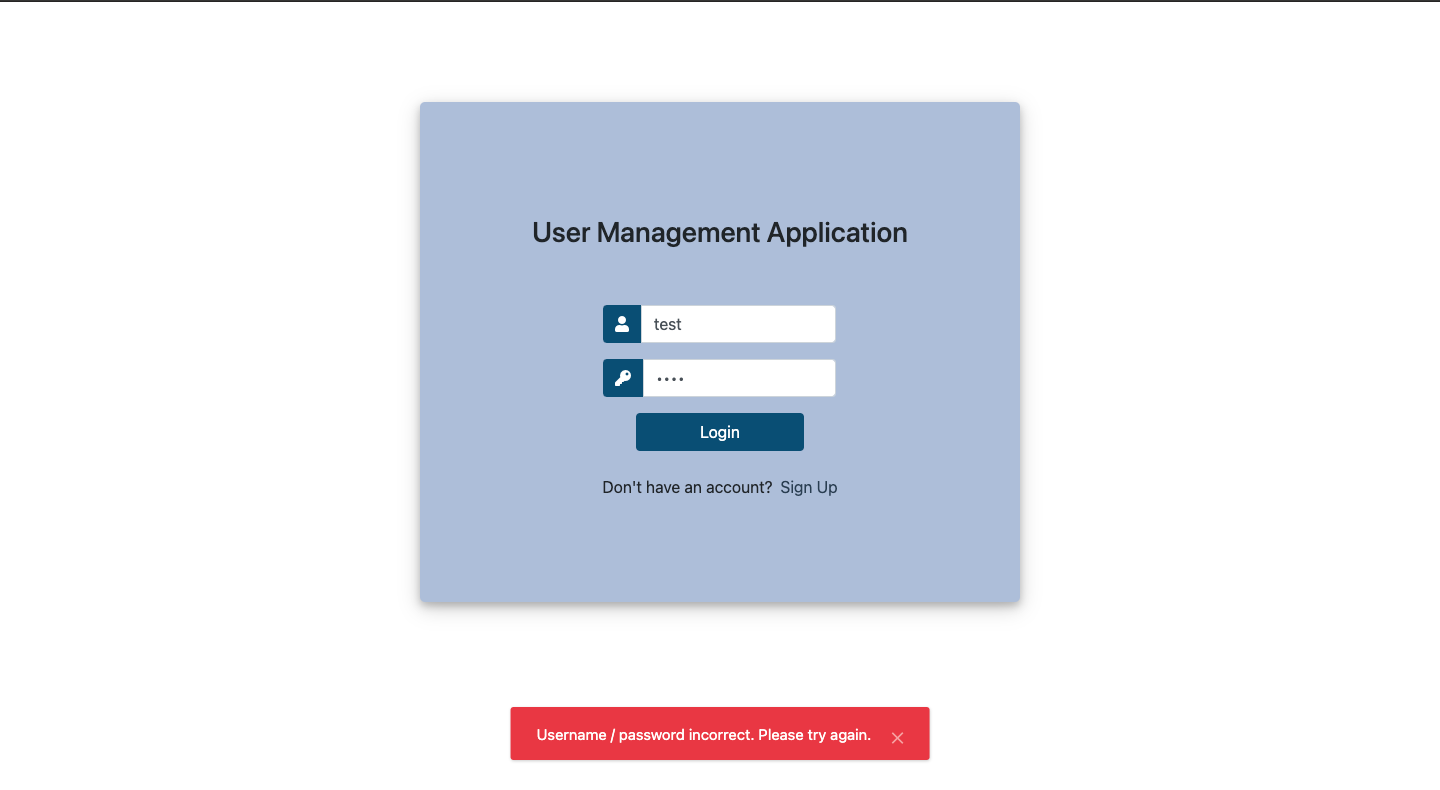 User Management Application
test
••••
Login
Don't have an account? Sign Up
Username / password incorrect. Please try again.